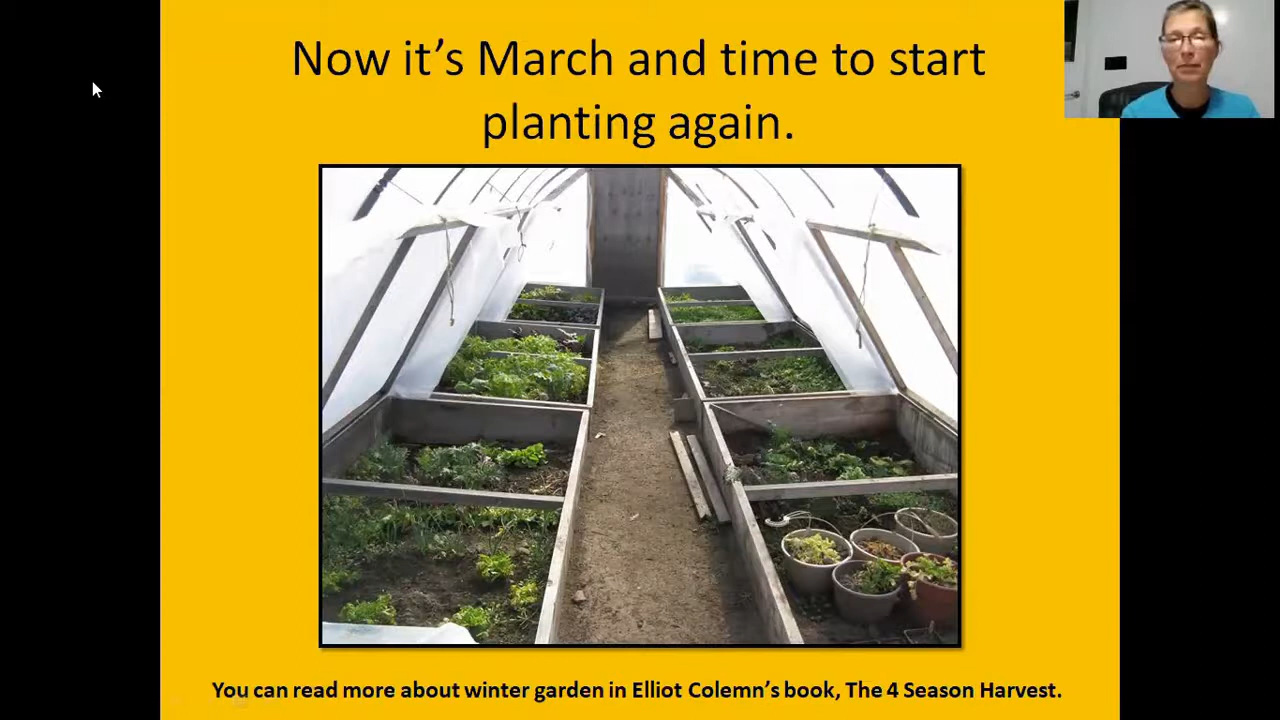 Now it's March and time to start
planting again.
You can read more about winter garden in Elliot Colemn's book, The 4 Season Harvest.